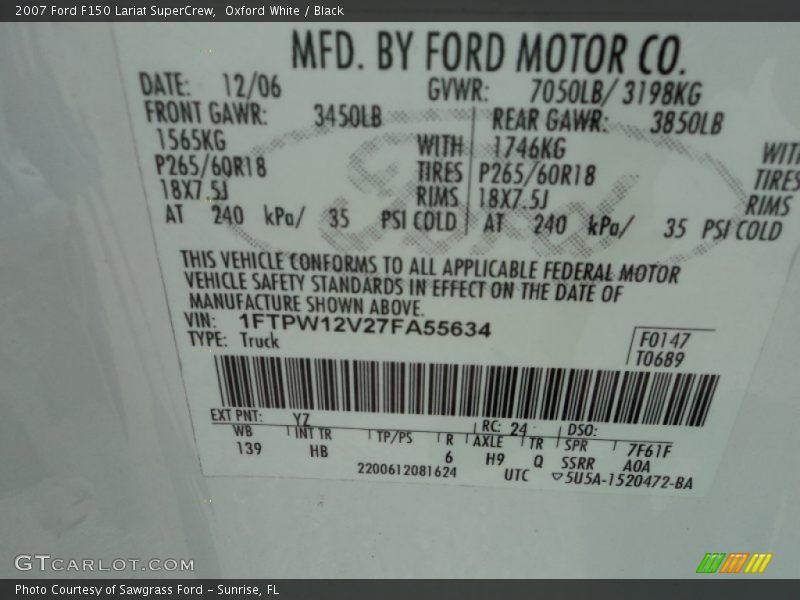 2007 Ford F150 Lariat SuperCrew, Oxford White / Black
MFD. BY FORD MOTOR CO.
DATE: 12/06 GVWR: 7050LB/ 3198KG
FRONT GAWR: 3450LB REAR GAWR: 3850LB
1565KG WITH 1746KG WITH
P265/60R18 TIRES P265/60R18 TIRES
18X7.5J RIMS 18X7.5J RIMS
AT 240 kPa/ 35 PSI COLD AT 240 kPa/ 35 PSI COLD
Ford
THIS VEHICLE CONFORMS TO ALL APPLICABLE FEDERAL MOTOR
VEHICLE SAFETY STANDARDS IN EFFECT ON THE DATE OF
MANUFACTURE SHOWN ABOVE.
VIN: 1FTPW12V27FA55634
TYPE: Truck
F0147
T0689
EXT PNT: YZ RC: 24 DSO:
WB INT TR TP/PS R AXLE TR SPR 7F61F
139 HB 6 H9 Q SSRR A0A
2200612081624 UTC ▽5U5A-1520472-BA
GTCARLOT.COM
Photo Courtesy of Sawgrass Ford - Sunrise, FL